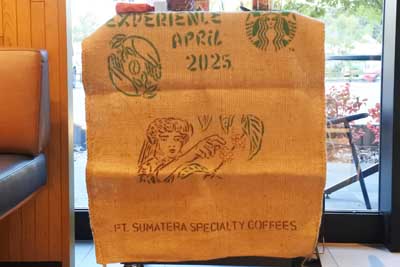 EXPERIENCE
APRIL
2025
PT. SUMATERA SPECIALTY COFFEES